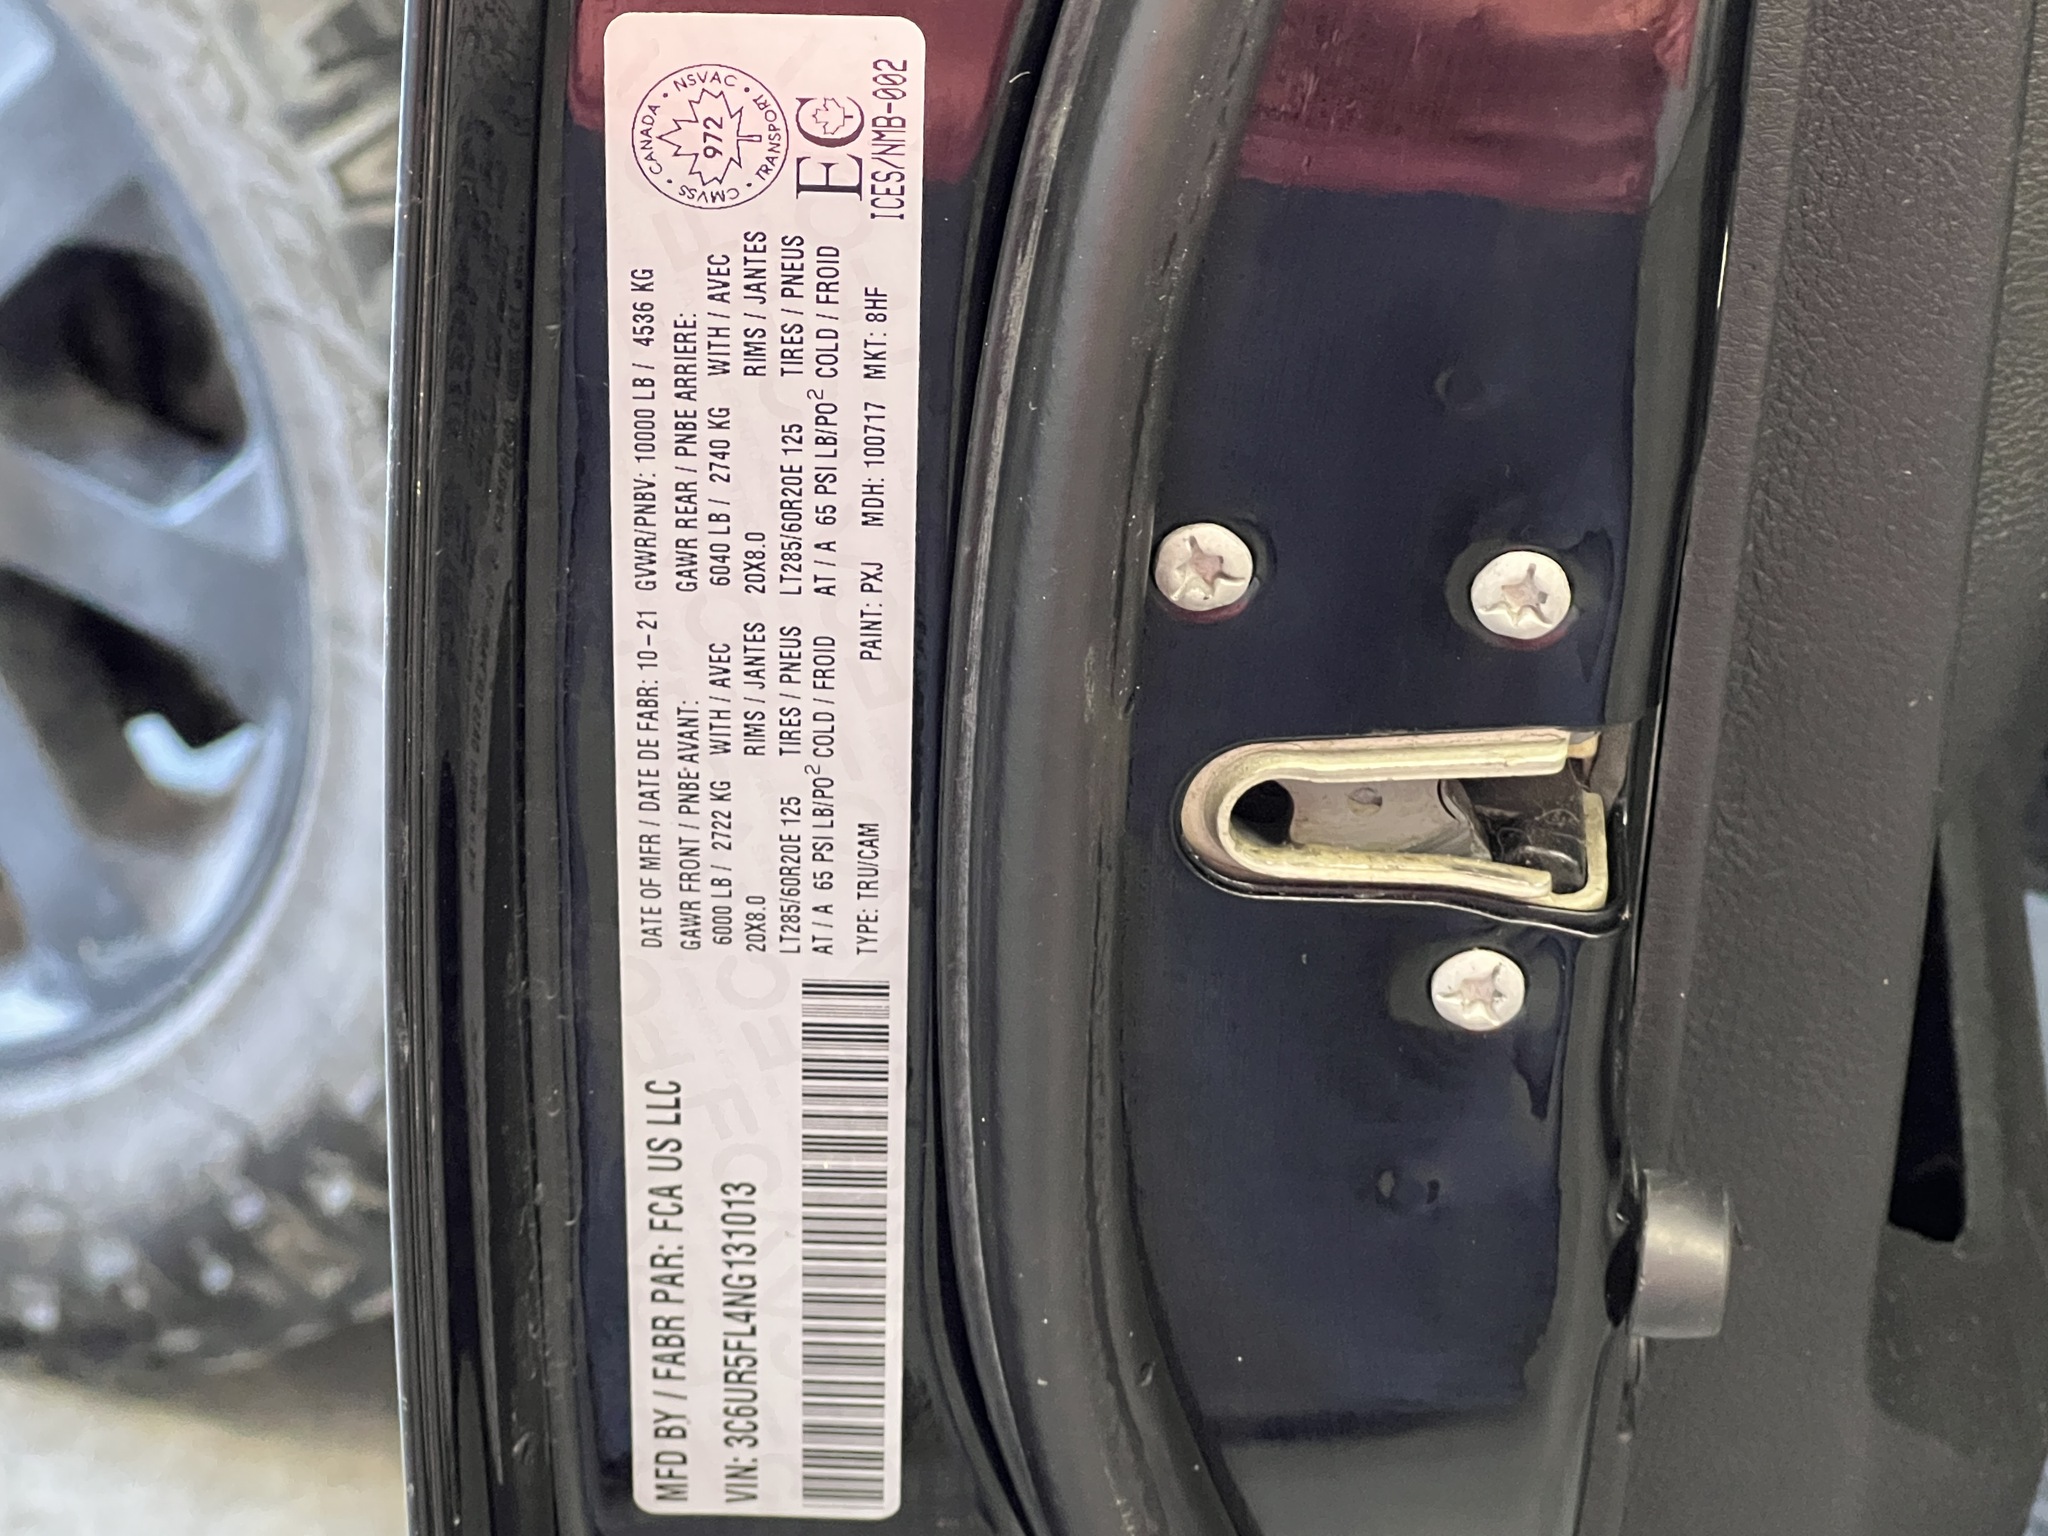 MFD BY / FABR PAR: FCA US LLC
VIN: 3C6UR5FL4NG131013
DATE OF MFR / DATE DE FABR: 10-21 GVWR/PNBV: 10000 LB / 4536 KG
GAWR FRONT / PNBE AVANT: GAWR REAR / PNBE ARRIERE:
6000 LB / 2722 KG WITH / AVEC 6040 LB / 2740 KG WITH / AVEC
20X8.0 RIMS / JANTES 20X8.0 RIMS / JANTES
LT285/60R20E 125 TIRES / PNEUS LT285/60R20E 125 TIRES / PNEUS
AT / A 65 PSI LB/PO² COLD / FROID AT / A 65 PSI LB/PO² COLD / FROID
TYPE: TRU/CAM PAINT: PXJ MDH: 100717 MKT: 8HF
CANADA • NSVAC • TRANSPORT • CMVSS •
972
EC
ICES/NMB-002